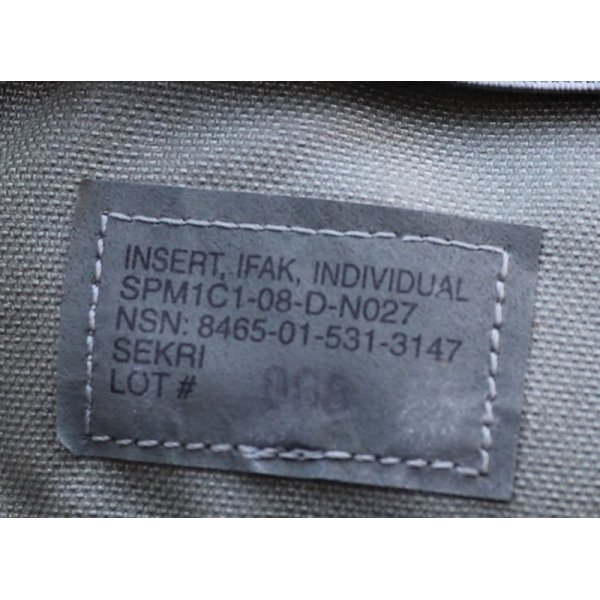 INSERT, IFAK, INDIVIDUAL
SPM1C1-08-D-N027
NSN: 8465-01-531-3147
SEKRI
LOT #